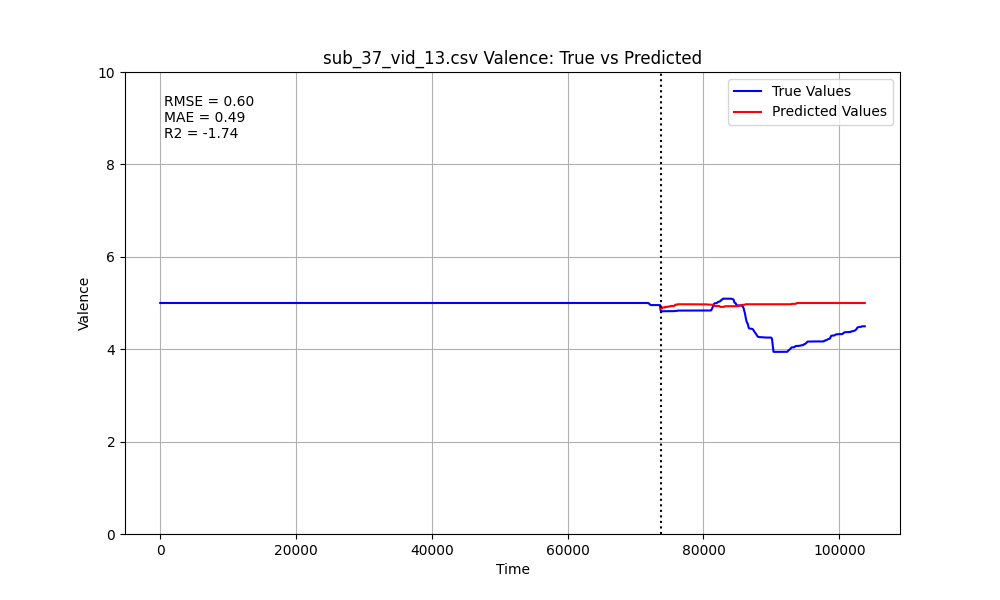 sub_37_vid_13.csv Valence: True vs Predicted
RMSE = 0.60
MAE = 0.49
R2 = -1.74
True Values
Predicted Values
Valence
10
8
6
4
2
0
0
20000
40000
60000
80000
100000
Time